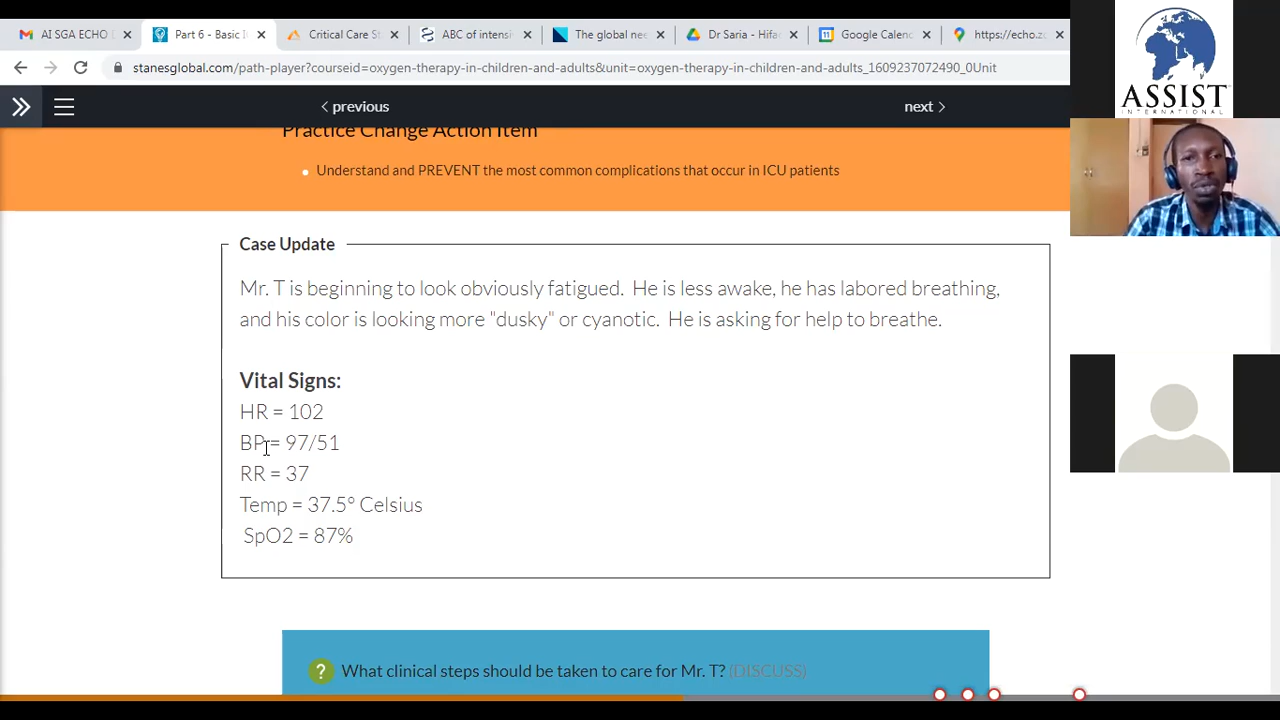 AI SGA ECHO
Part 6 - Basic
Critical Care
ABC of intens
The global ne
Dr Saria - Hifa
Google Calen
https://echo.z
stanesglobal.com/path-player?courseid=oxygen-therapy-in-children-and-adults&unit=oxygen-therapy-in-children-and-adults_1609237072490_0Unit
previous
next
Practice Change Action Item
Understand and PREVENT the most common complications that occur in ICU patients
Case Update
Mr. T is beginning to look obviously fatigued. He is less awake, he has labored breathing,
and his color is looking more "dusky" or cyanotic. He is asking for help to breathe.
Vital Signs:
HR = 102
BP = 97/51
RR = 37
Temp = 37.5° Celsius
SpO2 = 87%
What clinical steps should be taken to care for Mr. T? (DISCUSS)
ASSIST
INTERNATIONAL